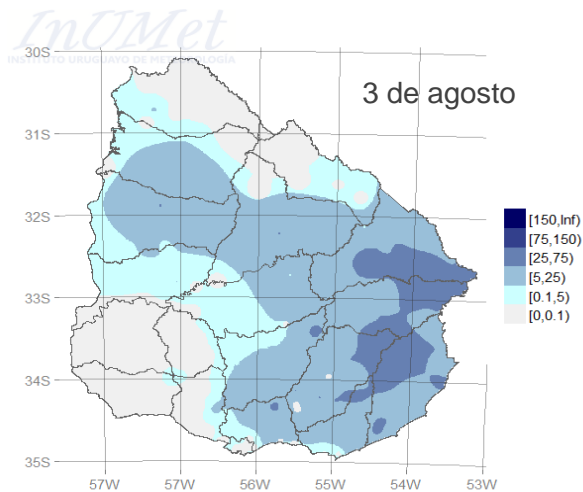 InUMet
INSTITUTO URUGUAYO DE METEOROLOGÍA
3 de agosto
30S
31S
32S
33S
34S
35S
57W
57W
56W
55W
54W
53W
[150,Inf)
[75,150)
[25,75)
[5,25)
[0.1,5)
[0,0.1)